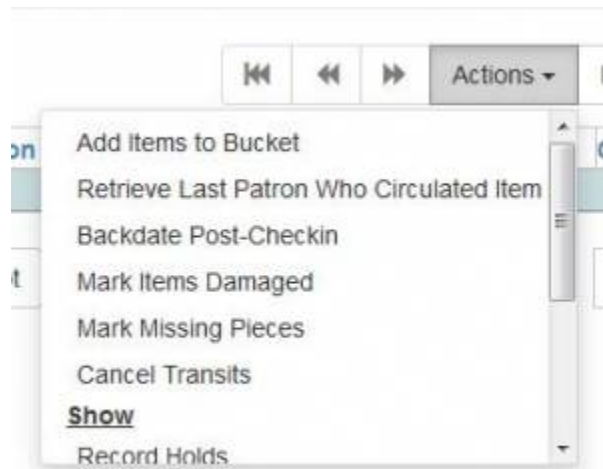 Actions
on
Add Items to Bucket
Retrieve Last Patron Who Circulated Item
Backdate Post-Checkin
Mark Items Damaged
Mark Missing Pieces
Cancel Transits
Show
Record Holds